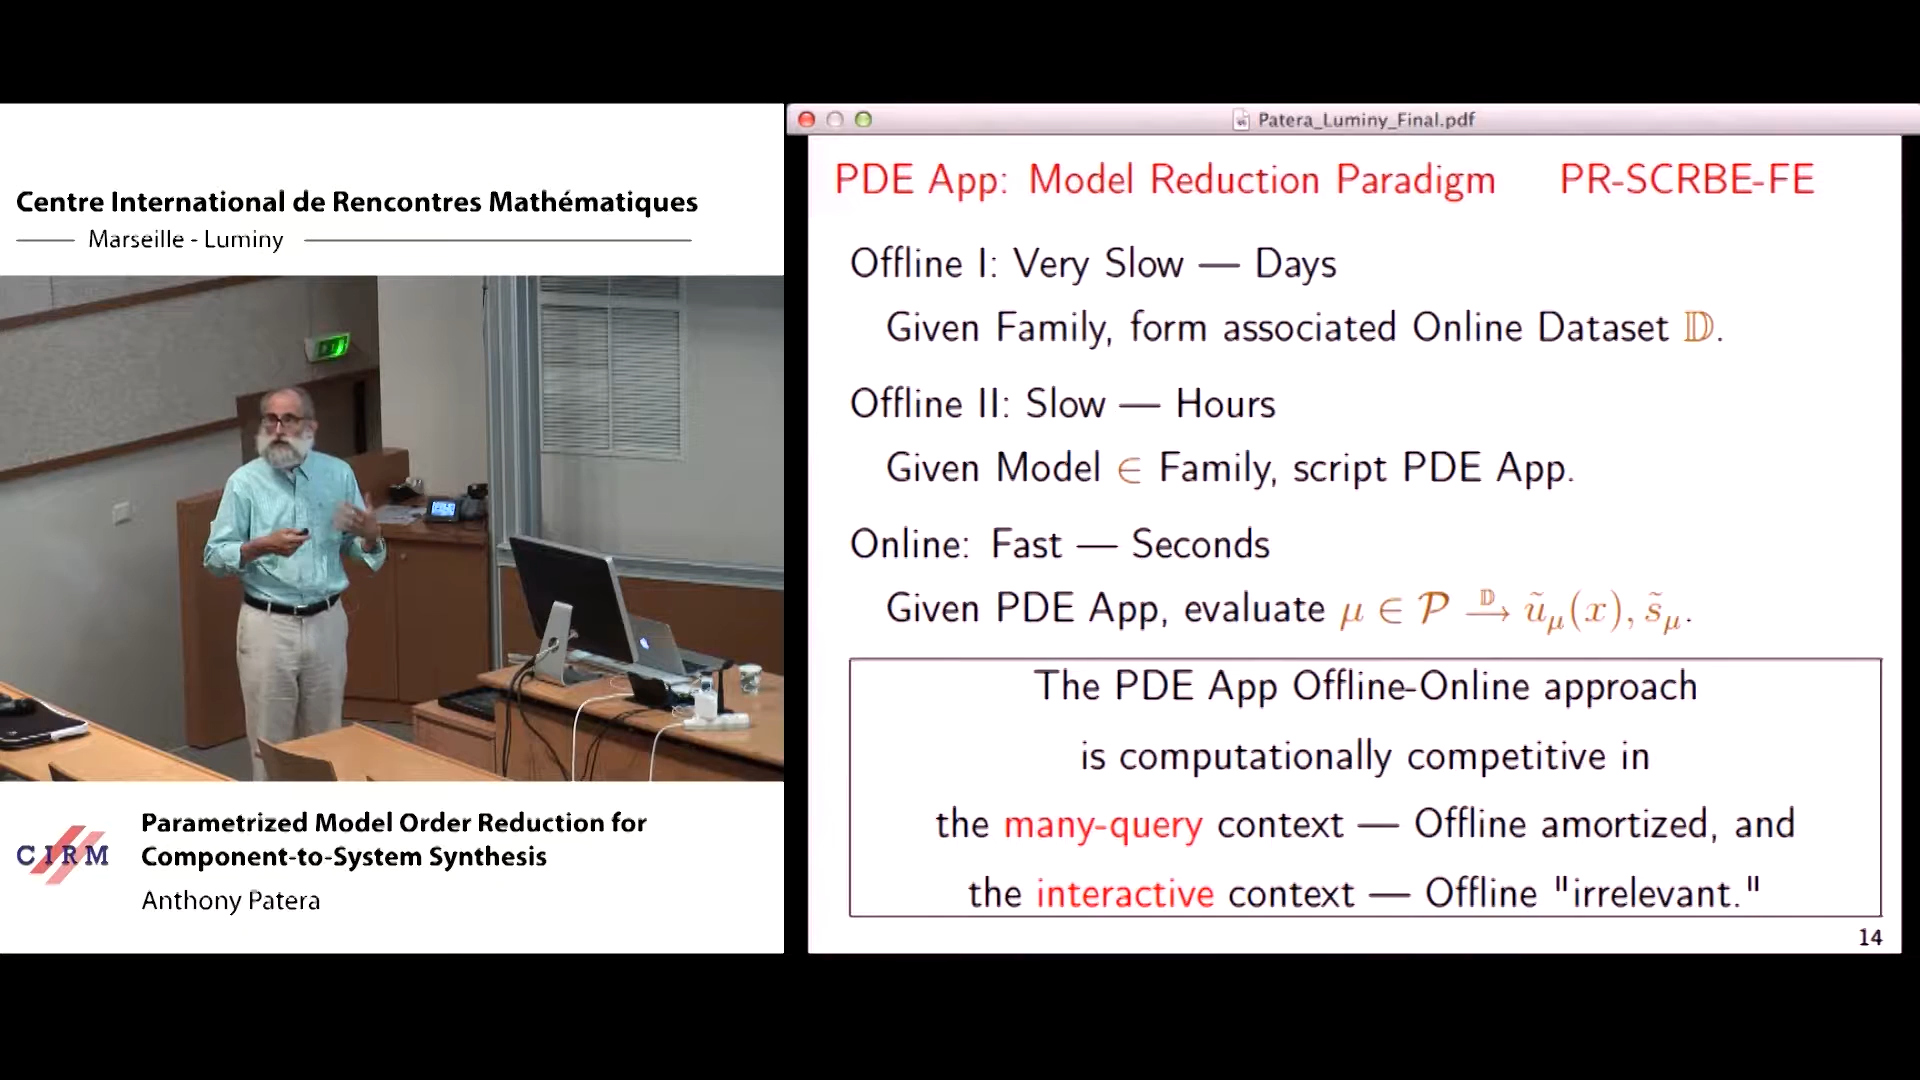 Centre International de Rencontres Mathématiques
Marseille - Luminy
CIRM
Parametrized Model Order Reduction for
Component-to-System Synthesis
Anthony Patera
Patera_Luminy_Final.pdf
PDE App: Model Reduction Paradigm PR-SCRBE-FE
Offline I: Very Slow — Days
Given Family, form associated Online Dataset 𝔻.
Offline II: Slow — Hours
Given Model ∈ Family, script PDE App.
Online: Fast — Seconds
Given PDE App, evaluate μ ∈ 𝒫 —𝔻→ ũ_μ(x), s̃_μ.
The PDE App Offline-Online approach
is computationally competitive in
the many-query context — Offline amortized, and
the interactive context — Offline "irrelevant."
14